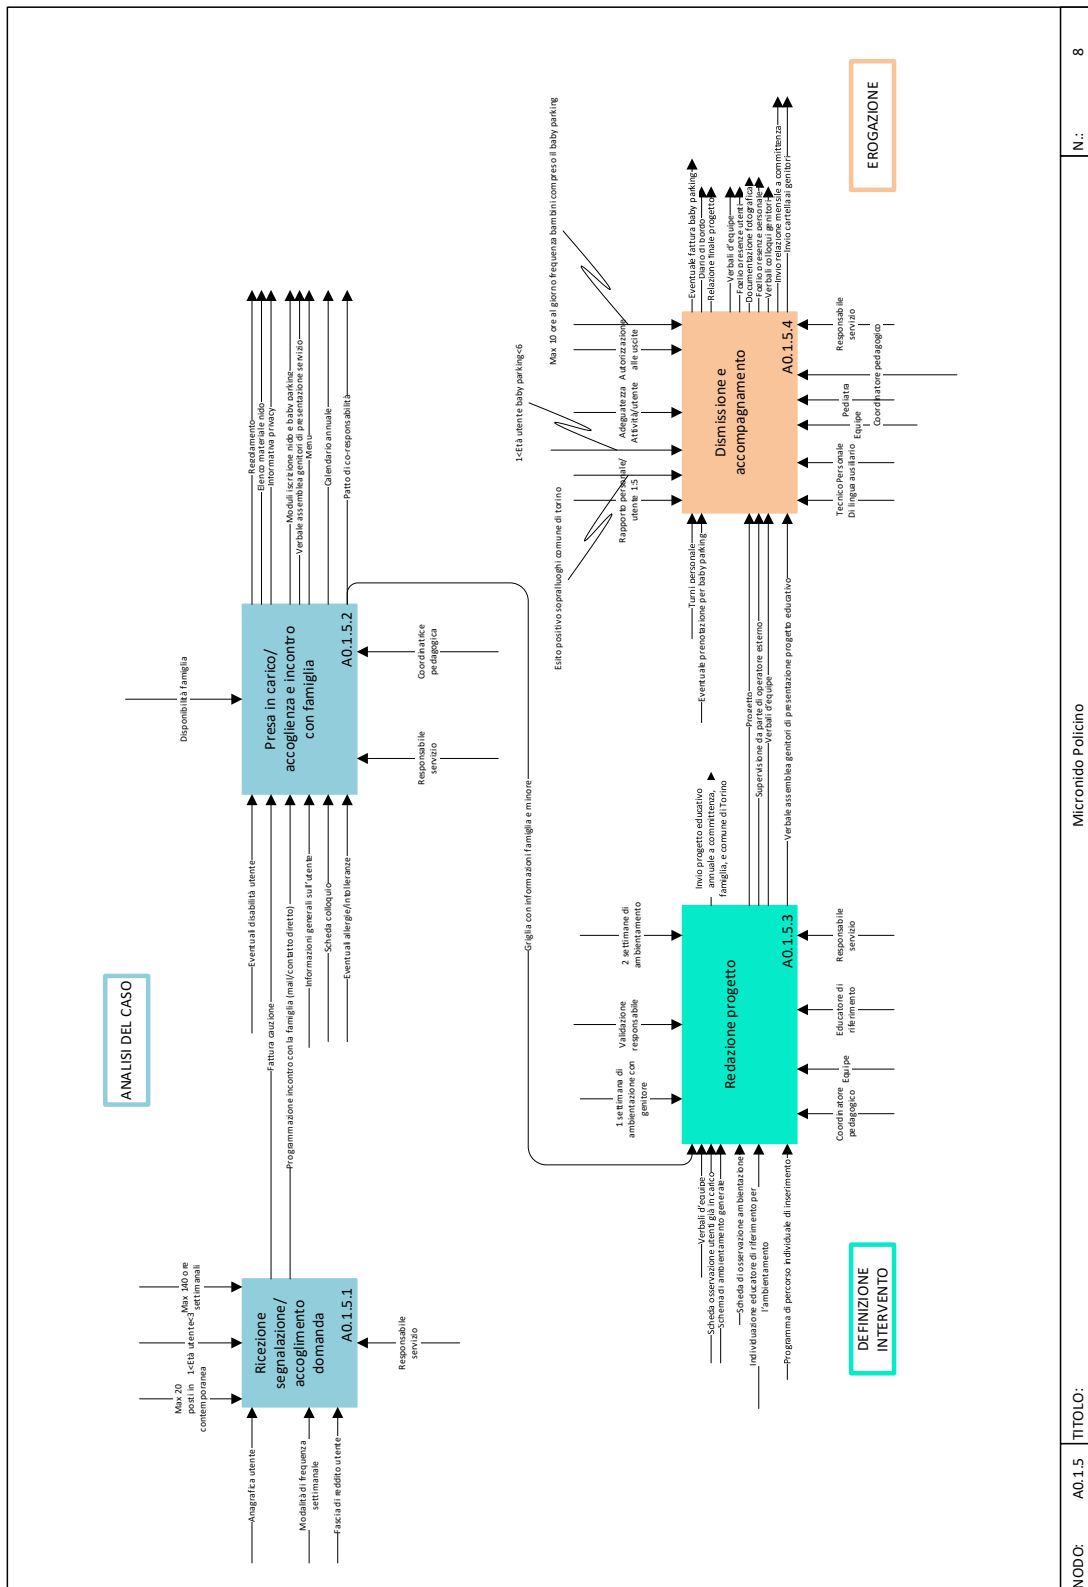 ANALISI DEL CASO
Max 20
posti in
contemporanea
1<Età utente<3
Max 140 ore
settimanali
Anagrafica utente
Modalità di frequenza
settimanale
Fascia di reddito utente
Ricezione
segnalazione/
accoglimento
domanda
A0.1.5.1
Responsabile
servizio
Fattura cauzione
Programmazione incontro con la famiglia (mail/contatto diretto)
Eventuali disabilità utente
Informazioni generali sull'utente
Scheda colloquio
Eventuali allergie/intolleranze
Disponibilità famiglia
Presa in carico/
accoglienza e incontro
con famiglia
A0.1.5.2
Responsabile
servizio
Coordinatrice
pedagogica
Regolamento
Elenco materiale nido
Informativa privacy
Moduli iscrizione nido e baby parking
Verbale assemblea genitori di presentazione servizio
Menu
Calendario annuale
Patto di co-responsabilità
Griglia con informazioni famiglia e minore
DEFINIZIONE
INTERVENTO
Verbali d'equipe
Scheda osservazione utenti già in carico
Schema di ambientamento generale
Scheda di osservazione ambientazione
Individuazione educatore di riferimento per
l'ambientamento
Programma di percorso individuale di inserimento
1 settimana di
ambientazione con
genitore
Validazione
responsabile
2 settimane di
ambientamento
Redazione progetto
A0.1.5.3
Coordinatore
pedagogico
Equipe
Educatore di
riferimento
Responsabile
servizio
Invio progetto educativo
annuale a committenza,
famiglia, e comune di Torino
Progetto
Supervisione da parte di operatore esterno
Verbali d'equipe
Verbale assemblea genitori di presentazione progetto educativo
Turni personale
Eventuale prenotazione per baby parking
Esito positivo sopralluoghi comune di torino
Rapporto personale/
utente 1:5
1<Età utente baby parking<6
Adeguatezza
Attività/utente
Autorizzazione
alle uscite
Max 10 ore al giorno frequenza bambini compreso il baby parking
Dismissione e
accompagnamento
A0.1.5.4
Tecnico Personale
Di lingua ausiliario
Equipe
Pediatra
Coordinatore pedagogico
Responsabile
servizio
Eventuale fattura baby parking
Diario di bordo
Relazione finale progetto
Verbali d'equipe
Foglio presenze utenti
Documentazione fotografica
Foglio presenze personale
Verbali colloqui genitori
Invio relazione mensile a committenza
Invio cartella ai genitori
EROGAZIONE
NODO:
A0.1.5
TITOLO:
Micronido Policino
N.:
8